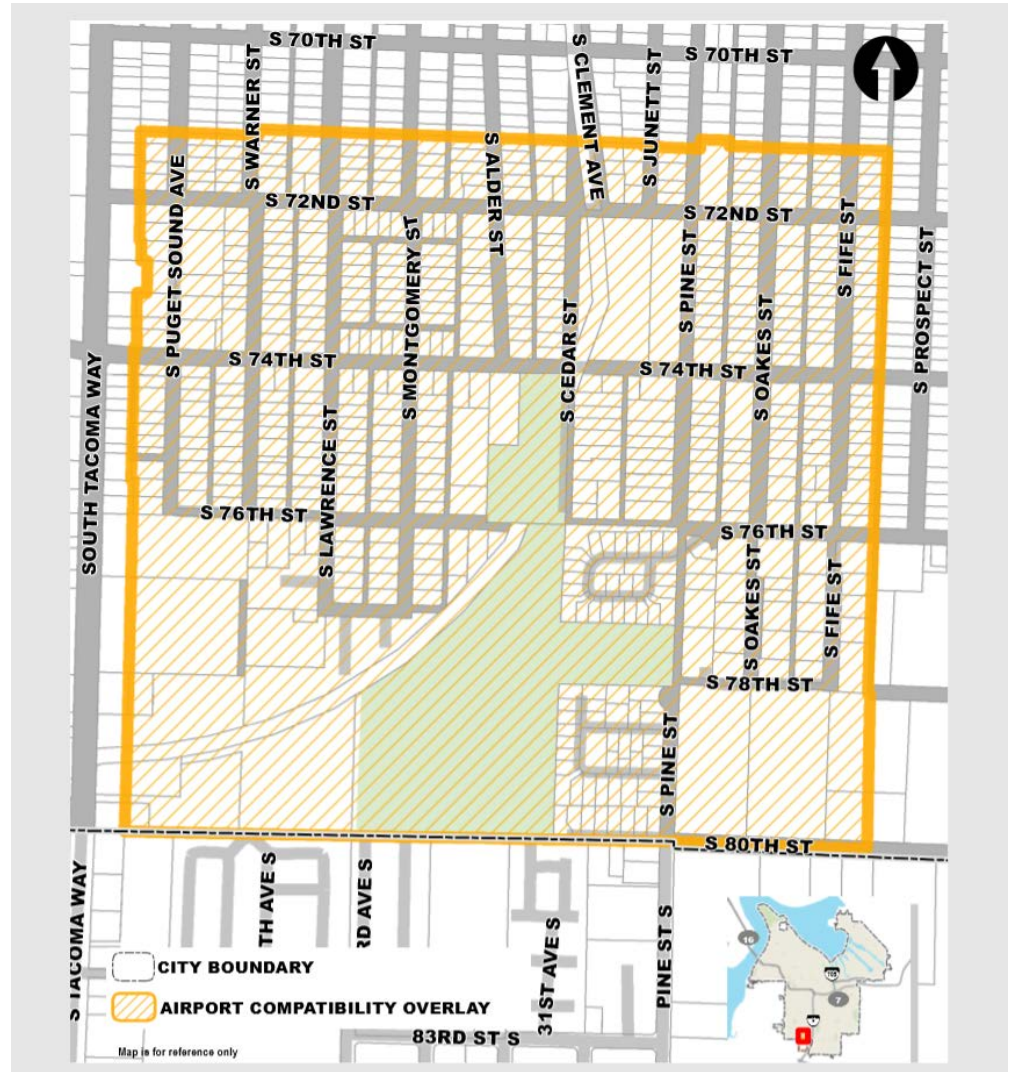 S 70TH ST
S 70TH ST
S WARNER ST
S CLEMENT AVE
S JUNETT ST
S ALDER ST
S PUGET SOUND AVE
S 72ND ST
S 72ND ST
S MONTGOMERY ST
S PINE ST
S FIFE ST
S PROSPECT ST
S CEDAR ST
S OAKES ST
S 74TH ST
S 74TH ST
SOUTH TACOMA WAY
S LAWRENCE ST
S 76TH ST
S 76TH ST
S OAKES ST
S FIFE ST
S 78TH ST
S PINE ST
S 80TH ST
S TACOMA WAY
TH AVE S
RD AVE S
31ST AVE S
PINE ST S
83RD ST S
CITY BOUNDARY
AIRPORT COMPATIBILITY OVERLAY
Map is for reference only
16
7